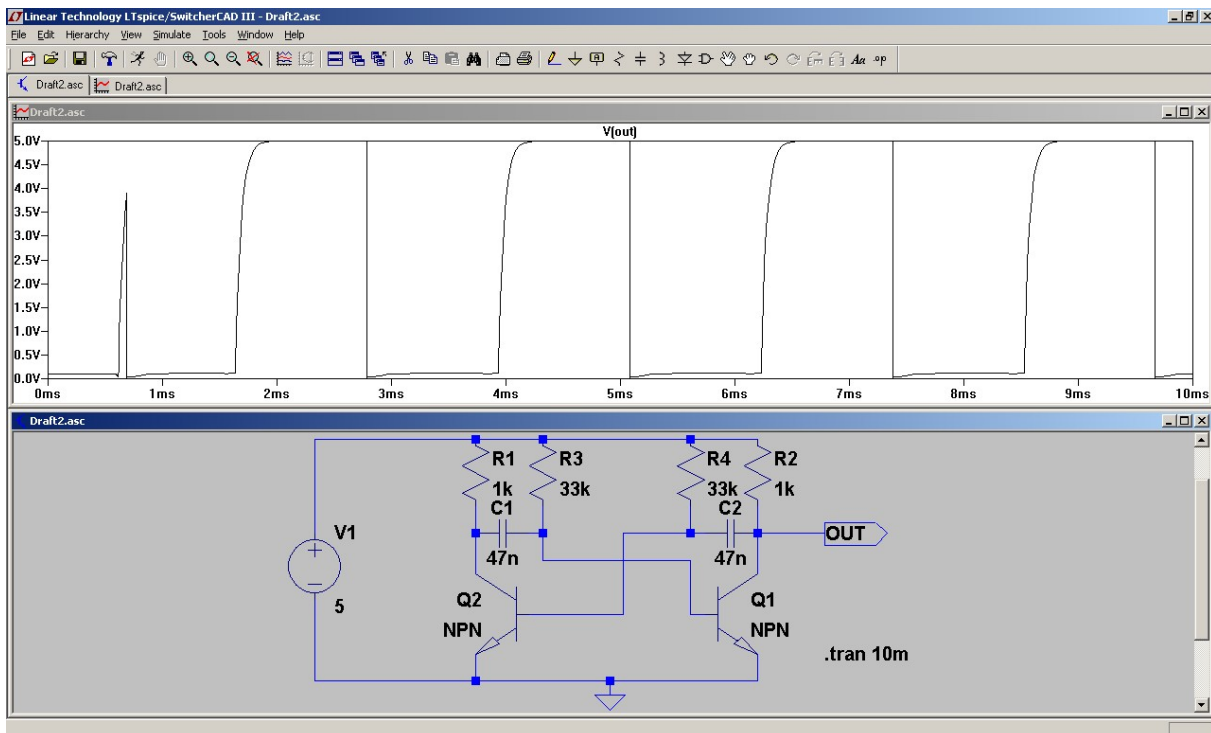 Linear Technology LTspice/SwitcherCAD III - Draft2.asc
File Edit Hierarchy View Simulate Tools Window Help
Aa .op
Draft2.asc Draft2.asc
Draft2.asc
V(out)
5.0V
4.5V
4.0V
3.5V
3.0V
2.5V
2.0V
1.5V
1.0V
0.5V
0.0V
0ms 1ms 2ms 3ms 4ms 5ms 6ms 7ms 8ms 9ms 10ms
Draft2.asc
R1 R3 R4 R2
1k 33k 33k 1k
C1 C2
V1 OUT
47n 47n
5 Q2 Q1
NPN NPN
.tran 10m